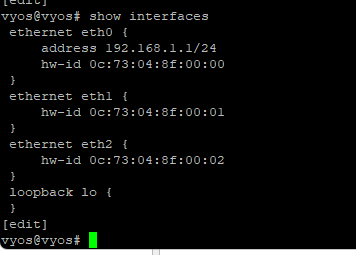 [edit]
vyos@vyos# show interfaces
 ethernet eth0 {
     address 192.168.1.1/24
     hw-id 0c:73:04:8f:00:00
 }
 ethernet eth1 {
     hw-id 0c:73:04:8f:00:01
 }
 ethernet eth2 {
     hw-id 0c:73:04:8f:00:02
 }
 loopback lo {
 }
[edit]
vyos@vyos#